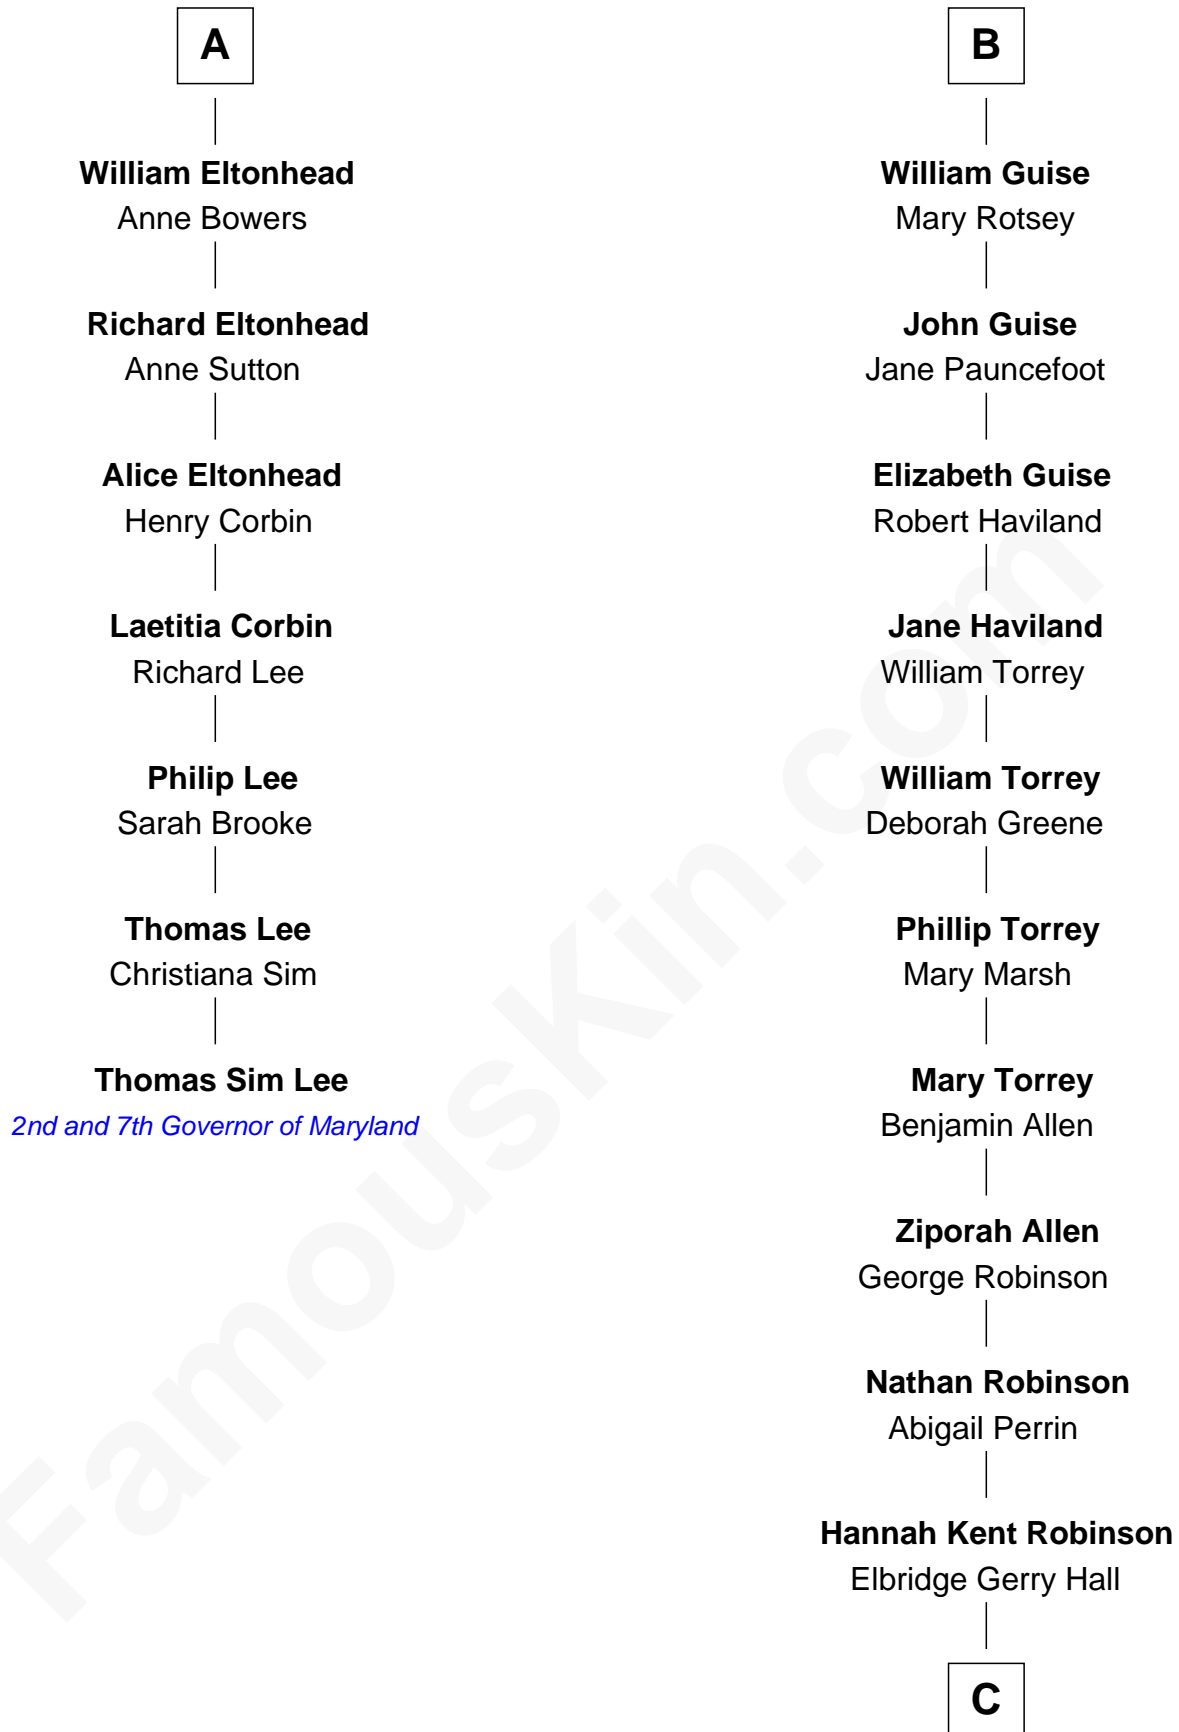 A
William Eltonhead
Anne Bowers
Richard Eltonhead
Anne Sutton
Alice Eltonhead
Henry Corbin
Laetitia Corbin
Richard Lee
Philip Lee
Sarah Brooke
Thomas Lee
Christiana Sim
Thomas Sim Lee
2nd and 7th Governor of Maryland
B
William Guise
Mary Rotsey
John Guise
Jane Pauncefoot
Elizabeth Guise
Robert Haviland
Jane Haviland
William Torrey
William Torrey
Deborah Greene
Phillip Torrey
Mary Marsh
Mary Torrey
Benjamin Allen
Ziporah Allen
George Robinson
Nathan Robinson
Abigail Perrin
Hannah Kent Robinson
Elbridge Gerry Hall
C
FamousKin.com